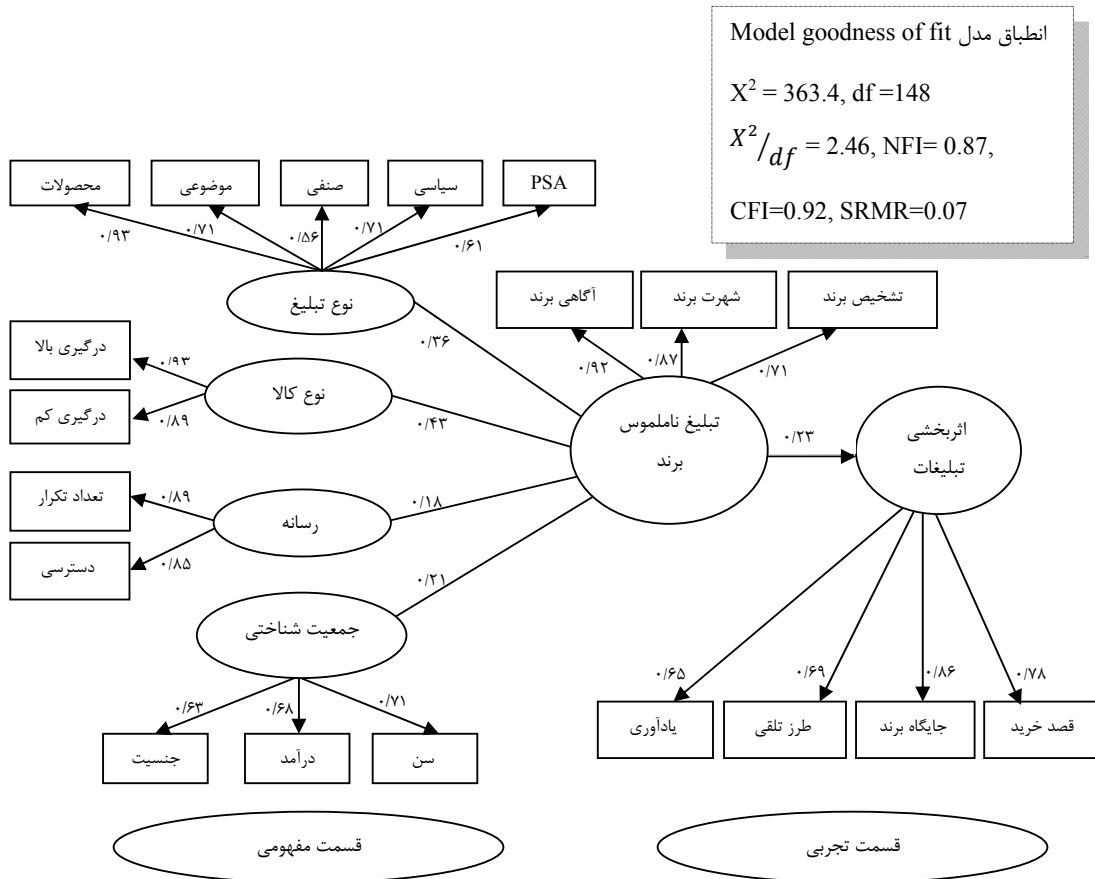 انطباق مدل Model goodness of fit
X² = 363.4, df =148
X²/df = 2.46, NFI= 0.87,
CFI=0.92, SRMR=0.07
PSA
سیاسی
صنفی
موضوعی
محصولات
۰/۶۱
۰/۷۱
۰/۵۶
۰/۷۱
۰/۹۳
نوع تبلیغ
تشخیص برند
شهرت برند
آگاهی برند
۰/۷۱
۰/۸۷
۰/۹۲
۰/۳۶
درگیری بالا
درگیری کم
۰/۹۳
۰/۸۹
نوع کالا
۰/۴۳
تبلیغ ناملموس
برند
۰/۲۳
اثربخشی
تبلیغات
تعداد تکرار
دسترسی
۰/۸۹
۰/۸۵
رسانه
۰/۱۸
۰/۲۱
جمعیت شناختی
۰/۷۱
۰/۶۸
۰/۶۳
سن
درآمد
جنسیت
۰/۷۸
۰/۸۶
۰/۶۹
۰/۶۵
قصد خرید
جایگاه برند
طرز تلقی
یادآوری
قسمت تجربی
قسمت مفهومی